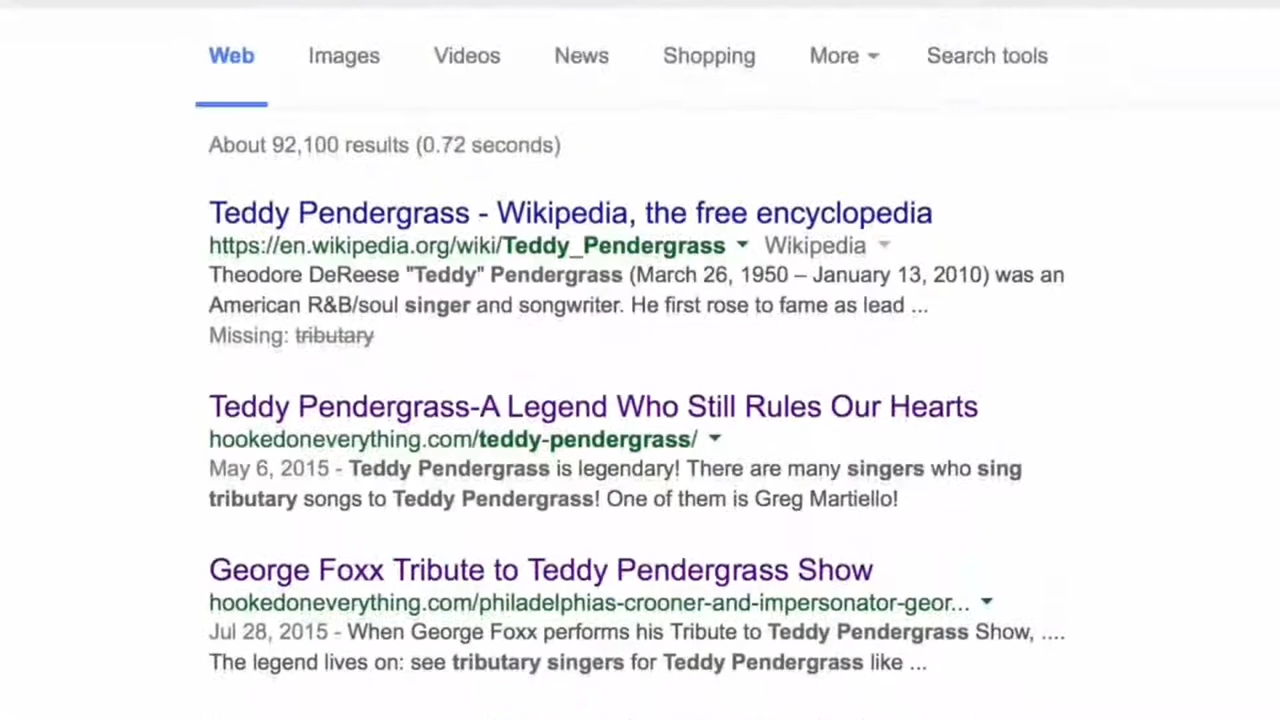 Web Images Videos News Shopping More Search tools
About 92,100 results (0.72 seconds)
Teddy Pendergrass - Wikipedia, the free encyclopedia
https://en.wikipedia.org/wiki/Teddy_Pendergrass Wikipedia
Theodore DeReese "Teddy" Pendergrass (March 26, 1950 – January 13, 2010) was an
American R&B/soul singer and songwriter. He first rose to fame as lead ...
Missing: tributary
Teddy Pendergrass-A Legend Who Still Rules Our Hearts
hookedoneverything.com/teddy-pendergrass/
May 6, 2015 - Teddy Pendergrass is legendary! There are many singers who sing
tributary songs to Teddy Pendergrass! One of them is Greg Martiello!
George Foxx Tribute to Teddy Pendergrass Show
hookedoneverything.com/philadelphias-crooner-and-impersonator-geor...
Jul 28, 2015 - When George Foxx performs his Tribute to Teddy Pendergrass Show, ....
The legend lives on: see tributary singers for Teddy Pendergrass like ...